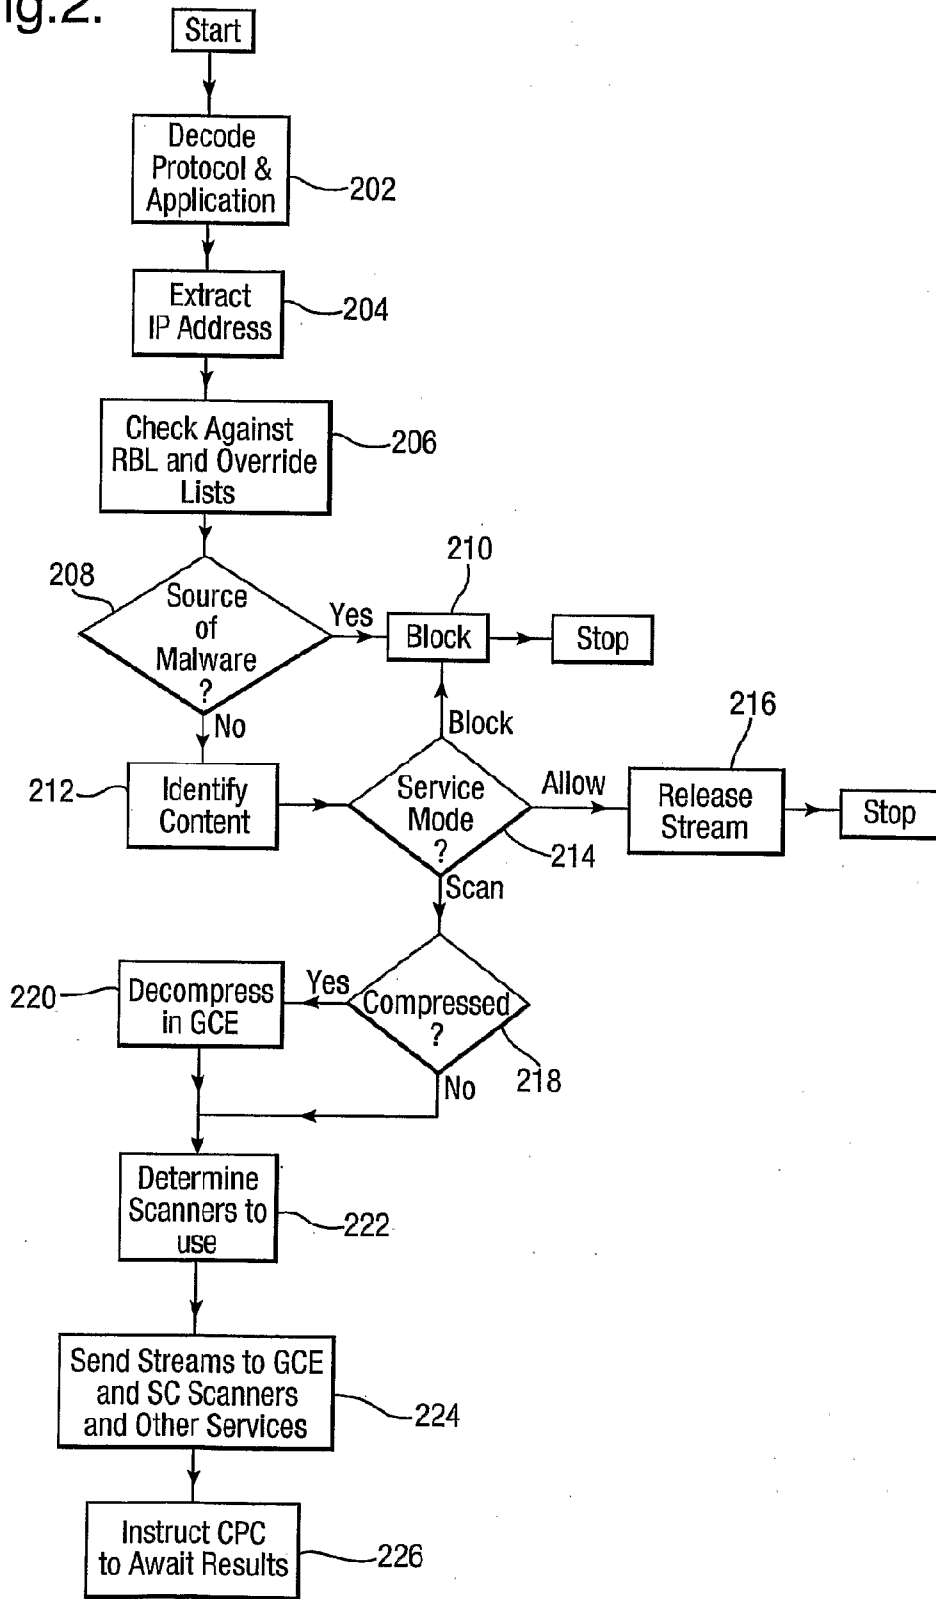 ig.2.
Start
Decode
Protocol &
Application
202
Extract
IP Address
204
Check Against
RBL and Override
Lists
206
208
Source
of
Malware
?
Yes
210
Block
Stop
No
Block
212
Identify
Content
Service
Mode
?
214
Allow
216
Release
Stream
Stop
Scan
220
Decompress
in GCE
Yes
Compressed
?
218
No
Determine
Scanners to
use
222
Send Streams to GCE
and SC Scanners
and Other Services
224
Instruct CPC
to Await Results
226